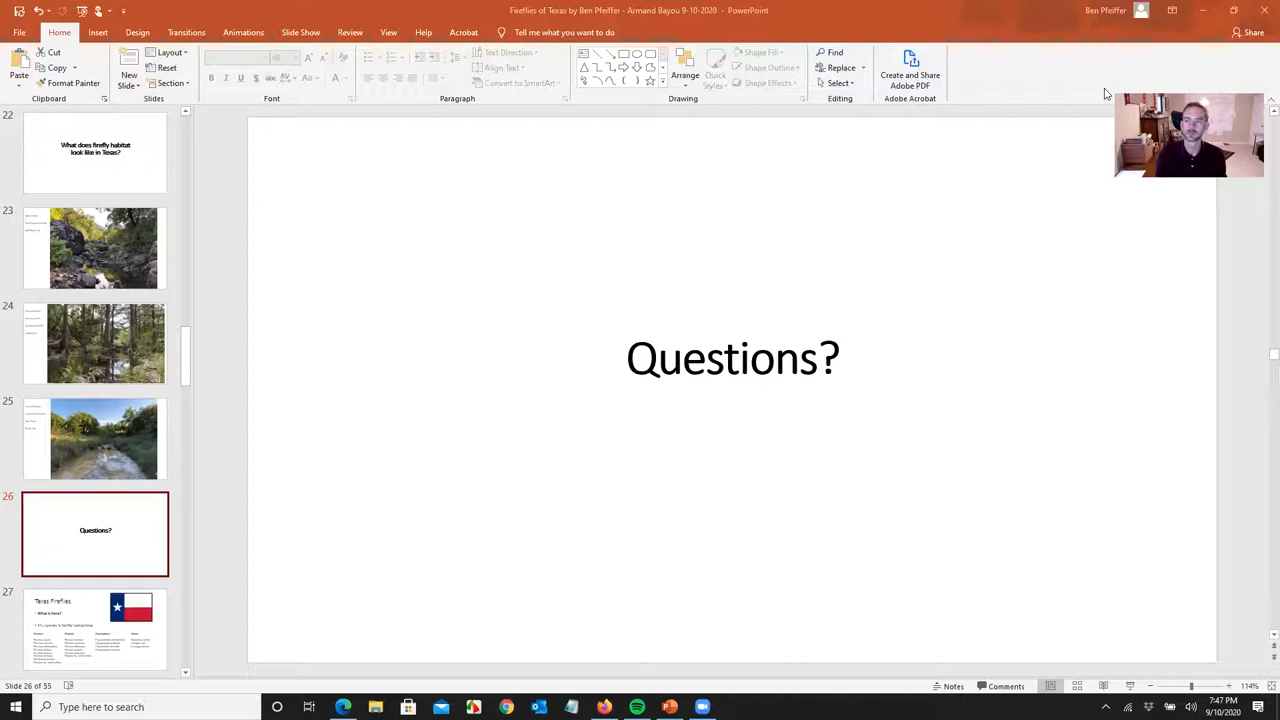 Fireflies of Texas by Ben Pfeiffer - Armand Bayou 9-10-2020 - PowerPoint
Ben Pfeiffer
File Home Insert Design Transitions Animations Slide Show Review View Help Acrobat Tell me what you want to do
Share
Paste
Cut
Copy
Format Painter
Clipboard
New Slide
Layout
Reset
Section
Slides
Font
Text Direction
Align Text
Convert to SmartArt
Paragraph
Arrange
Quick Styles
Shape Fill
Shape Outline
Shape Effects
Drawing
Find
Replace
Select
Editing
Create and Share Adobe PDF
Adobe Acrobat
22
What does firefly habitat
look like in Texas?
23
24
25
26
Questions?
27
Texas Fireflies
What is here?
Questions?
Slide 26 of 55
Notes
Comments
114%
Type here to search
7:47 PM
9/10/2020